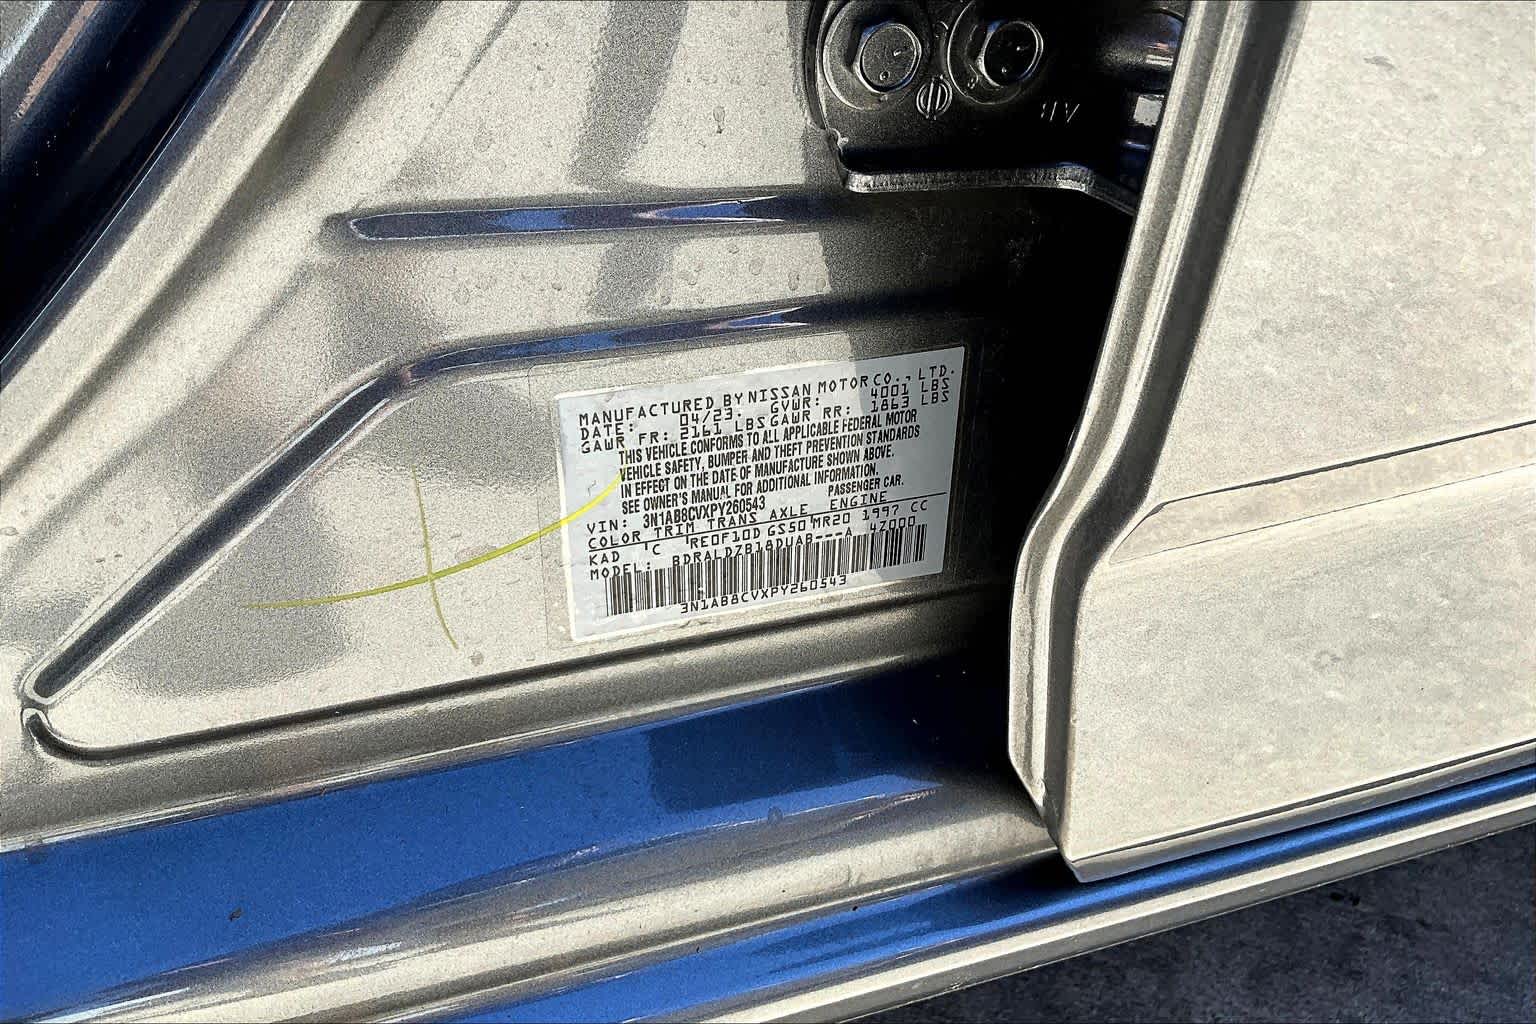 MANUFACTURED BY NISSAN MOTOR CO., LTD.
DATE: 04/23. GVWR: 4001 LBS
GAWR FR: 2161 LBS GAWR RR: 1863 LBS
THIS VEHICLE CONFORMS TO ALL APPLICABLE FEDERAL MOTOR
VEHICLE SAFETY, BUMPER AND THEFT PREVENTION STANDARDS
IN EFFECT ON THE DATE OF MANUFACTURE SHOWN ABOVE.
SEE OWNER'S MANUAL FOR ADDITIONAL INFORMATION.
VIN: 3N1AB8CVXPY260543 PASSENGER CAR.
COLOR TRIM TRANS AXLE ENGINE
KAD 'C 'RE0F10D GS50'MR20 1997 CC
MODEL: BDRALDZB18DUAB---A 4Z000
3N1AB8CVXPY260543